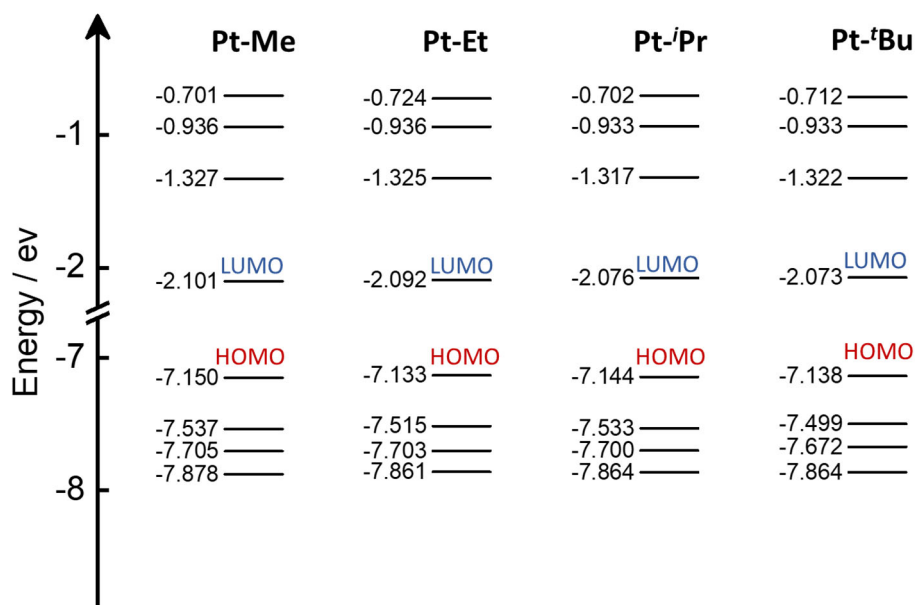 Pt-Me Pt-Et Pt-ⁱPr Pt-ᵗBu
-0.701 -0.724 -0.702 -0.712
-0.936 -0.936 -0.933 -0.933
-1
-1.327 -1.325 -1.317 -1.322
LUMO LUMO LUMO LUMO
-2
-2.101 -2.092 -2.076 -2.073
Energy / ev
-7
HOMO HOMO HOMO HOMO
-7.150 -7.133 -7.144 -7.138
-7.537 -7.515 -7.533 -7.499
-7.705 -7.703 -7.700 -7.672
-7.878 -7.861 -7.864 -7.864
-8